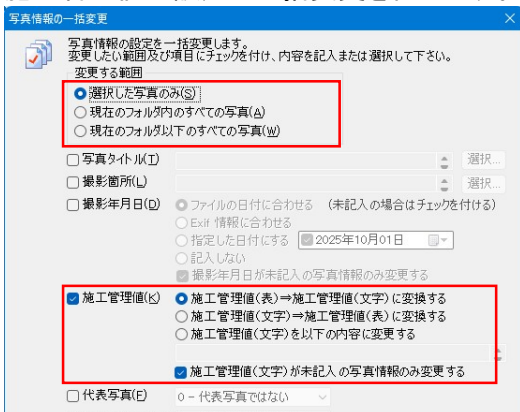 写真情報の一括変更
写真情報の設定を一括変更します。
変更したい範囲及び項目にチェックを付け、内容を記入または選択して下さい。
変更する範囲
選択した写真のみ(S)
現在のフォルダ内のすべての写真(A)
現在のフォルダ以下のすべての写真(W)
写真タイトル(T) 選択...
撮影箇所(L) 選択...
撮影年月日(D) ファイルの日付に合わせる (未記入の場合はチェックを付ける)
Exif 情報に合わせる
指定した日付にする 2025年10月01日
記入しない
撮影年月日が未記入の写真情報のみ変更する
施工管理値(K) 施工管理値(表)⇒施工管理値(文字)に変換する
施工管理値(文字)⇒施工管理値(表)に変換する
施工管理値(文字)を以下の内容に変更する
施工管理値(文字)が未記入の写真情報のみ変更する
代表写真(F) 0 - 代表写真ではない